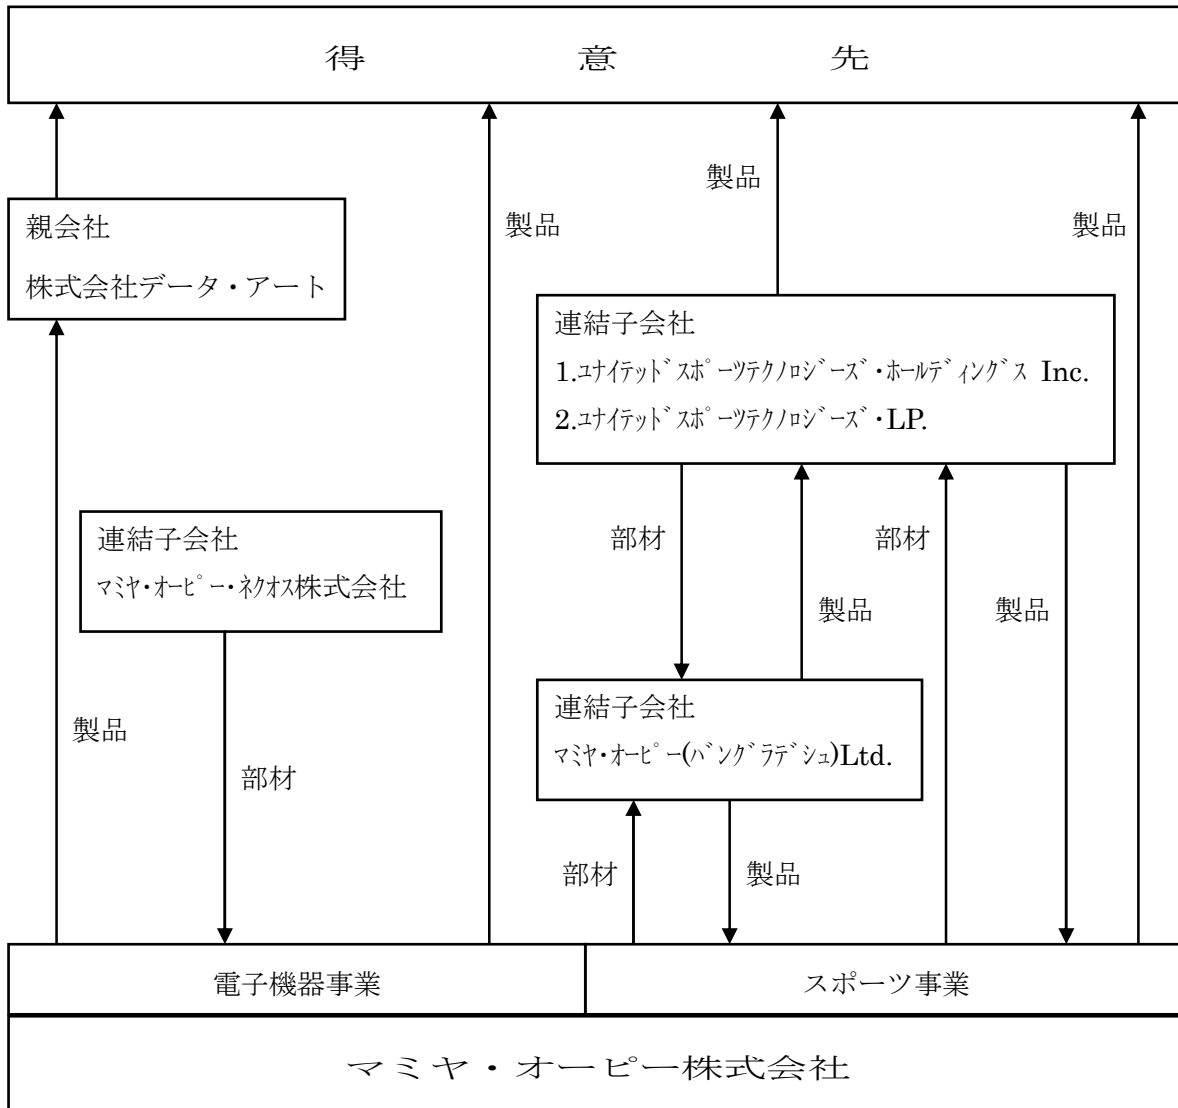 得意先
製品
製品
製品
親会社
株式会社データ・アート
連結子会社
1.ﾕﾅｲﾃｯﾄﾞｽﾎﾟｰﾂﾃｸﾉﾛｼﾞｰｽﾞ・ﾎｰﾙﾃﾞｨﾝｸﾞｽ Inc.
2.ﾕﾅｲﾃｯﾄﾞｽﾎﾟｰﾂﾃｸﾉﾛｼﾞｰｽﾞ・LP.
連結子会社
ﾏﾐﾔ・ｵｰﾋﾟｰ・ﾈｸｵｽ株式会社
部材
部材
製品
製品
連結子会社
ﾏﾐﾔ・ｵｰﾋﾟｰ(ﾊﾞﾝｸﾞﾗﾃﾞｼｭ)Ltd.
製品
部材
部材
製品
電子機器事業
スポーツ事業
マミヤ・オーピー株式会社